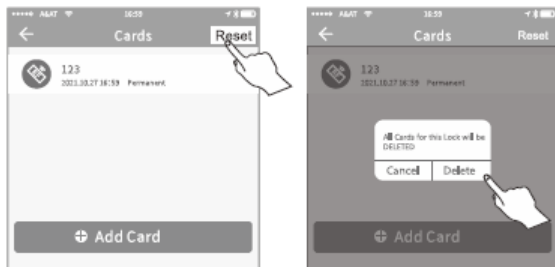 A&AT 16:59
Cards
Reset
123
2021.10.27 16:59 Permanent
Add Card
A&AT 16:59
Cards
Reset
123
2021.10.27 16:59 Permanent
All Cards for this Lock will be
DELETED
Cancel Delete
Add Card